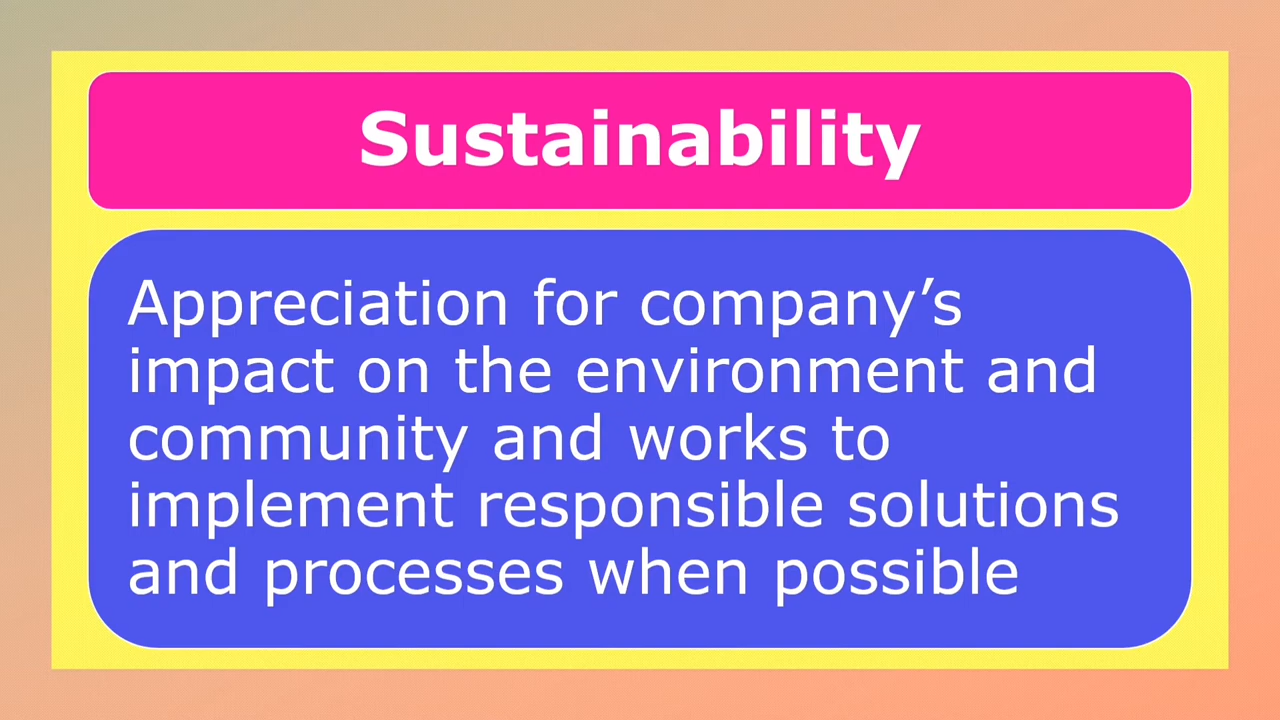 Sustainability
Appreciation for company’s
impact on the environment and
community and works to
implement responsible solutions
and processes when possible